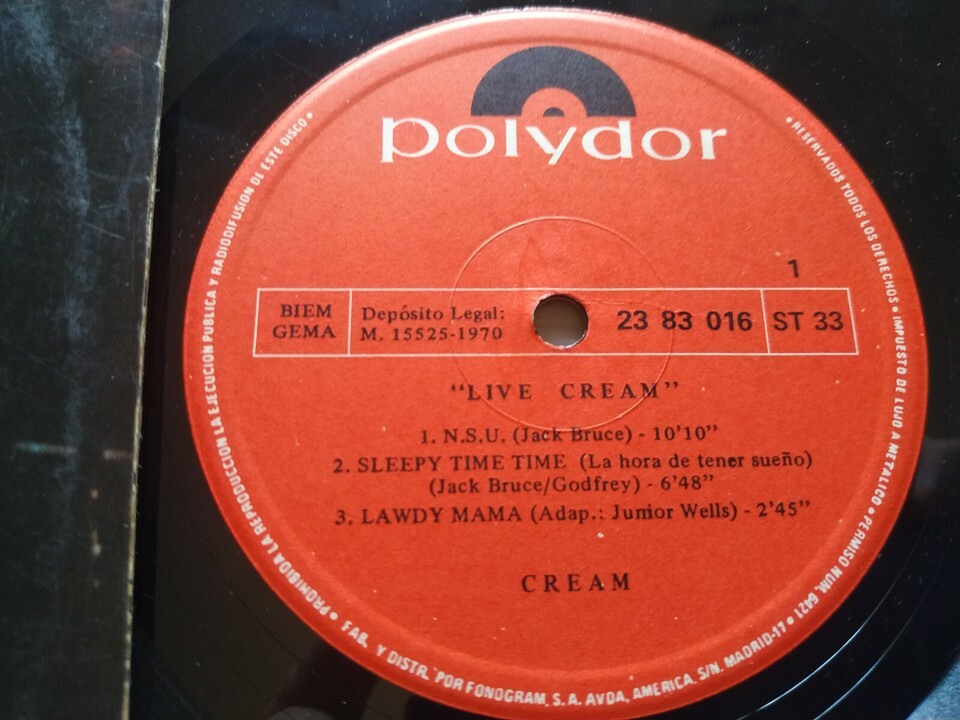 polydor
1
BIEM
GEMA
Depósito Legal:
M. 15525-1970
23 83 016
ST 33
"LIVE CREAM"
1. N.S.U. (Jack Bruce) - 10'10"
2. SLEEPY TIME TIME (La hora de tener sueño)
(Jack Bruce/Godfrey) - 6'48"
3. LAWDY MAMA (Adap.: Junior Wells) - 2'45"
CREAM
• RESERVADOS TODOS LOS DERECHOS • IMPUESTO DE LUJO A METALICO • PERMISO NUM. 6421 •
FAB. Y DISTR. POR FONOGRAM, S.A. AVDA. AMERICA, S/N. MADRID-17 •
• PROHIBIDA LA REPRODUCCION LA EJECUCION PUBLICA Y RADIODIFUSION DE ESTE DISCO •